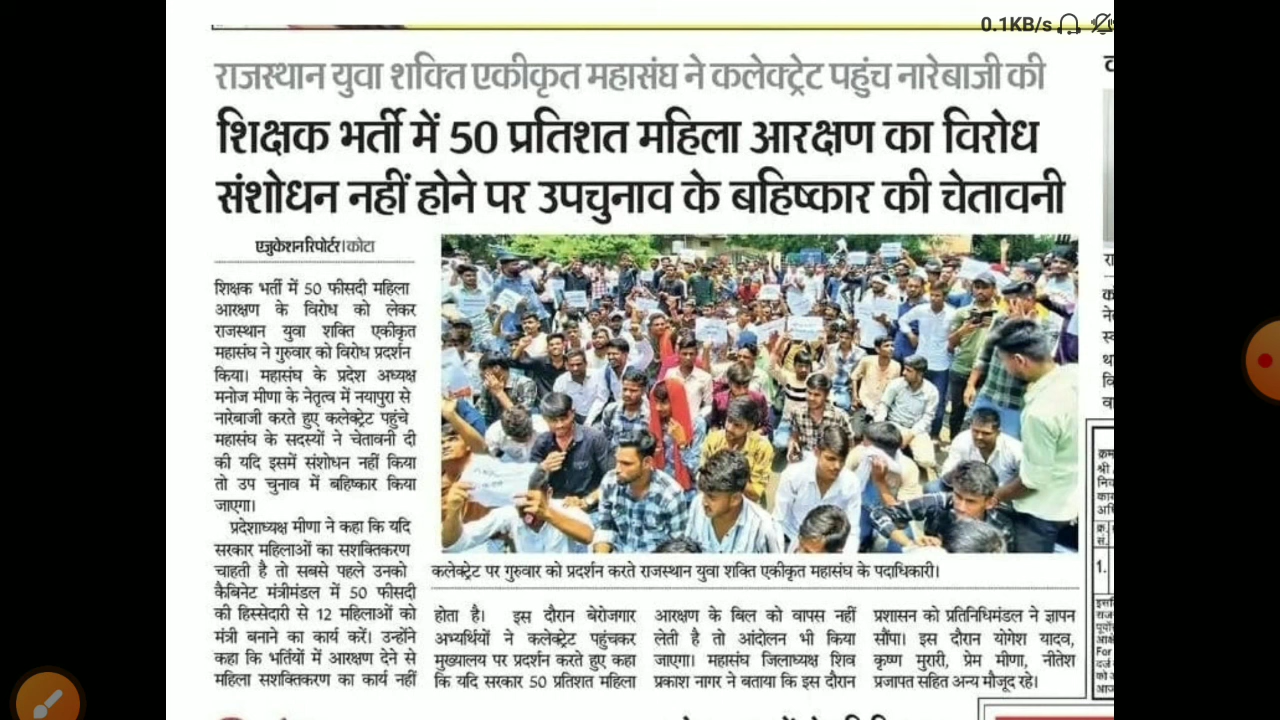 0.1KB/s
राजस्थान युवा शक्ति एकीकृत महासंघ ने कलेक्ट्रेट पहुंच नारेबाजी की
शिक्षक भर्ती में 50 प्रतिशत महिला आरक्षण का विरोध
संशोधन नहीं होने पर उपचुनाव के बहिष्कार की चेतावनी
एजुकेशन रिपोर्टर | कोटा
शिक्षक भर्ती में 50 फीसदी महिला
आरक्षण के विरोध को लेकर
राजस्थान युवा शक्ति एकीकृत
महासंघ ने गुरुवार को विरोध प्रदर्शन
किया। महासंघ के प्रदेश अध्यक्ष
मनोज मीणा के नेतृत्व में नयापुरा से
नारेबाजी करते हुए कलेक्ट्रेट पहुंचे
महासंघ के सदस्यों ने चेतावनी दी
की यदि इसमें संशोधन नहीं किया
तो उप चुनाव में बहिष्कार किया
जाएगा।
प्रदेशाध्यक्ष मीणा ने कहा कि यदि
सरकार महिलाओं का सशक्तिकरण
चाहती है तो सबसे पहले उनको
कैबिनेट मंत्रीमंडल में 50 फीसदी
की हिस्सेदारी से 12 महिलाओं को
मंत्री बनाने का कार्य करें। उन्होंने
कहा कि भर्तियों में आरक्षण देने से
महिला सशक्तिकरण का कार्य नहीं
कलेक्ट्रेट पर गुरुवार को प्रदर्शन करते राजस्थान युवा शक्ति एकीकृत महासंघ के पदाधिकारी।
होता है। इस दौरान बेरोजगार
अभ्यर्थियों ने कलेक्ट्रेट पहुंचकर
मुख्यालय पर प्रदर्शन करते हुए कहा
कि यदि सरकार 50 प्रतिशत महिला
आरक्षण के बिल को वापस नहीं
लेती है तो आंदोलन भी किया
जाएगा। महासंघ जिलाध्यक्ष शिव
प्रकाश नागर ने बताया कि इस दौरान
प्रशासन को प्रतिनिधिमंडल ने ज्ञापन
सौंपा। इस दौरान योगेश यादव,
कृष्ण मुरारी, प्रेम मीणा, नीतेश
प्रजापत सहित अन्य मौजूद रहे।
क्रम
श्री
1.
For